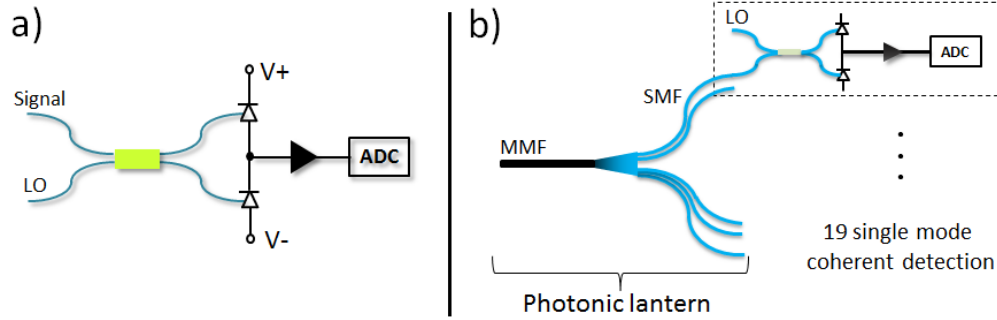 a)
V+
Signal
ADC
LO
V-
b)
LO
ADC
SMF
MMF
19 single mode
coherent detection
Photonic lantern